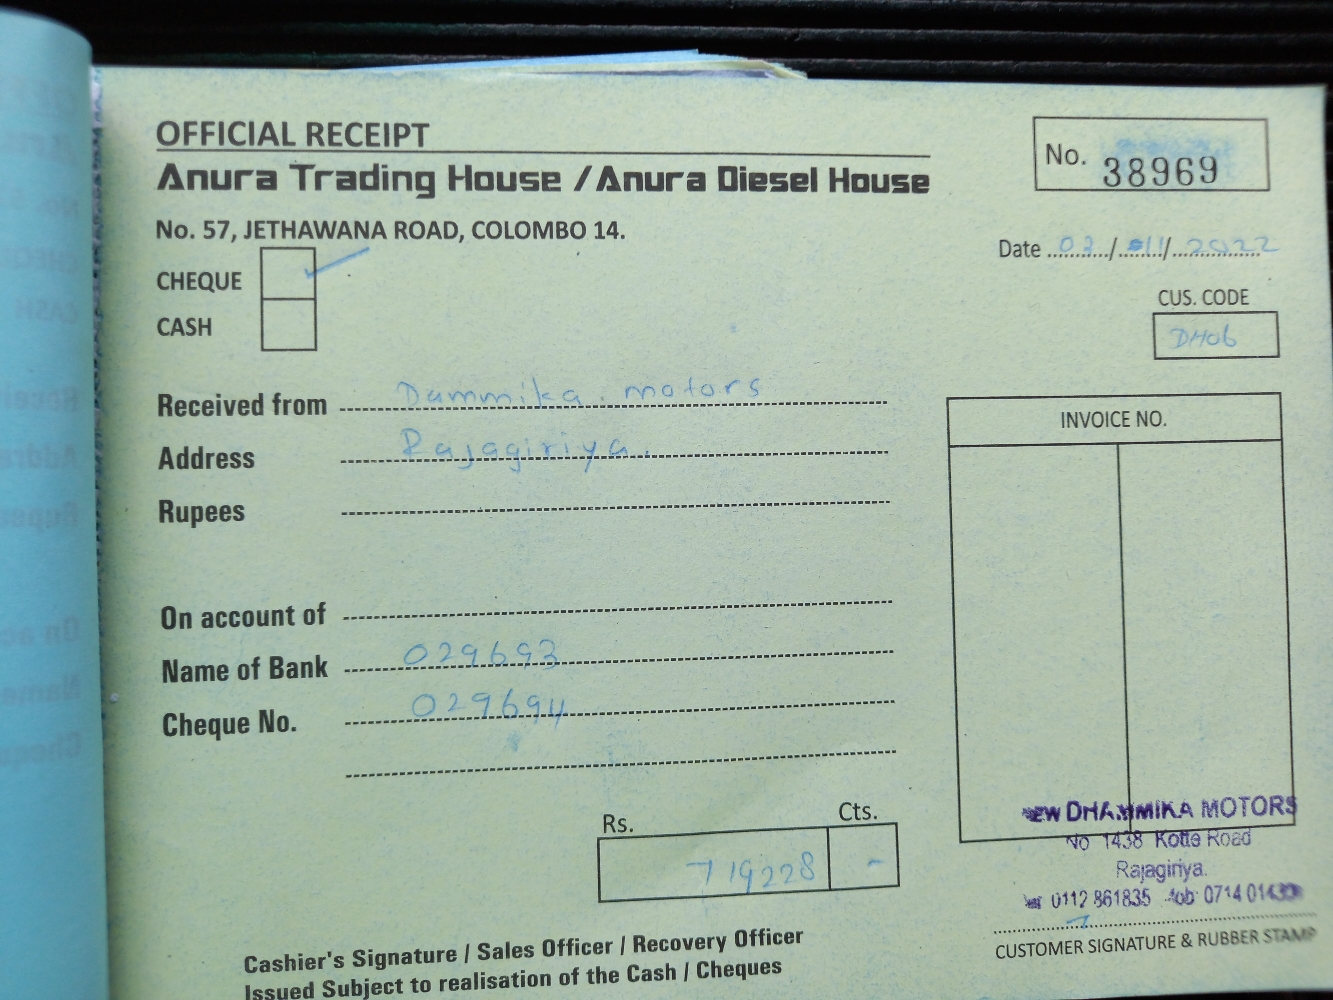 OFFICIAL RECEIPT
Anura Trading House / Anura Diesel House
No. 57, JETHAWANA ROAD, COLOMBO 14.
No. 38969
Date 03/11/2022
CHEQUE ✓
CASH
CUS. CODE
DH06
Received from Dammika. motors
Address Rajagiriya.
Rupees
INVOICE NO.
On account of
Name of Bank 029693
Cheque No. 029694
Rs. Cts.
719228 -
DHAMMIKA MOTORS
No 1438 Kotte Road
Rajagiriya.
0112 861835
CUSTOMER SIGNATURE & RUBBER STAMP
Cashier's Signature / Sales Officer / Recovery Officer
Issued Subject to realisation of the Cash / Cheques